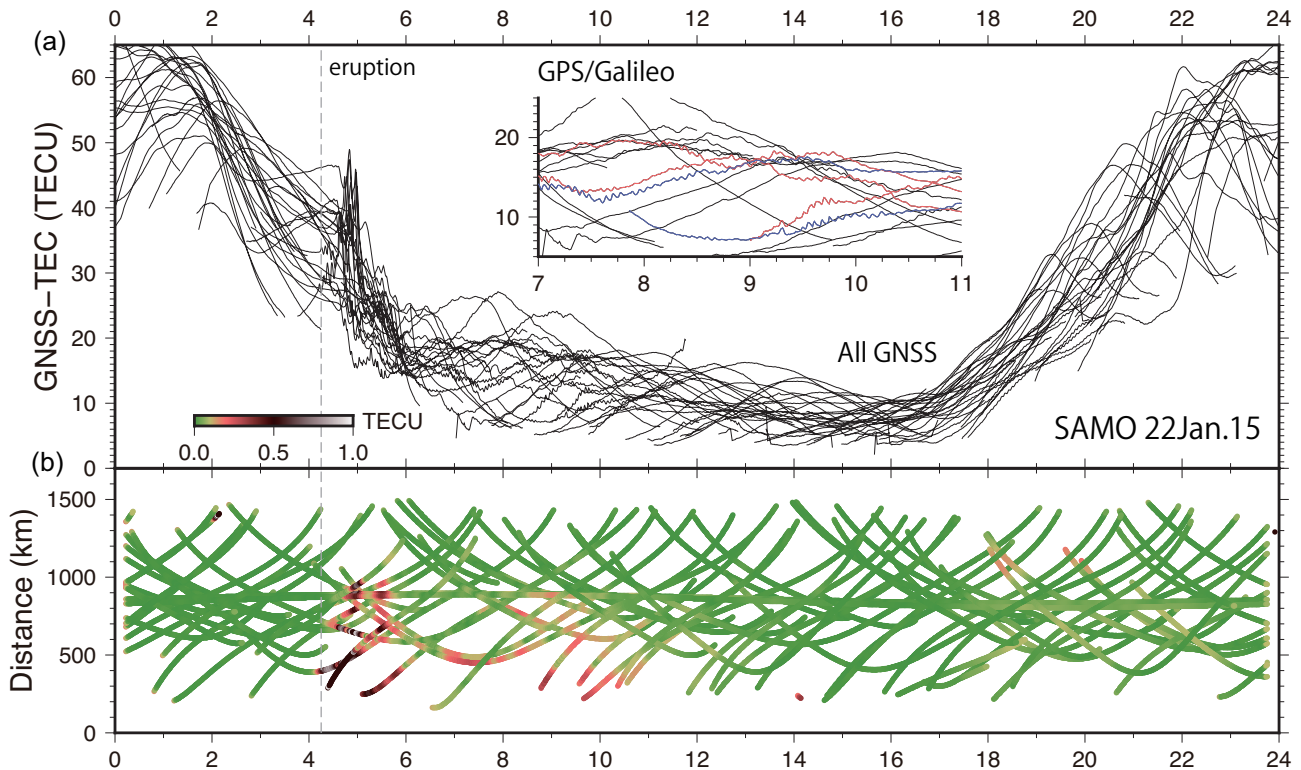 0 2 4 6 8 10 12 14 16 18 20 22 24
(a)
eruption
GPS/Galileo
60
50
40
30
20
10
0
GNSS−TEC (TECU)
20
10
7 8 9 10 11
All GNSS
TECU
0.0 0.5 1.0
SAMO 22Jan.15
(b)
1500
1000
500
0
Distance (km)
0 2 4 6 8 10 12 14 16 18 20 22 24